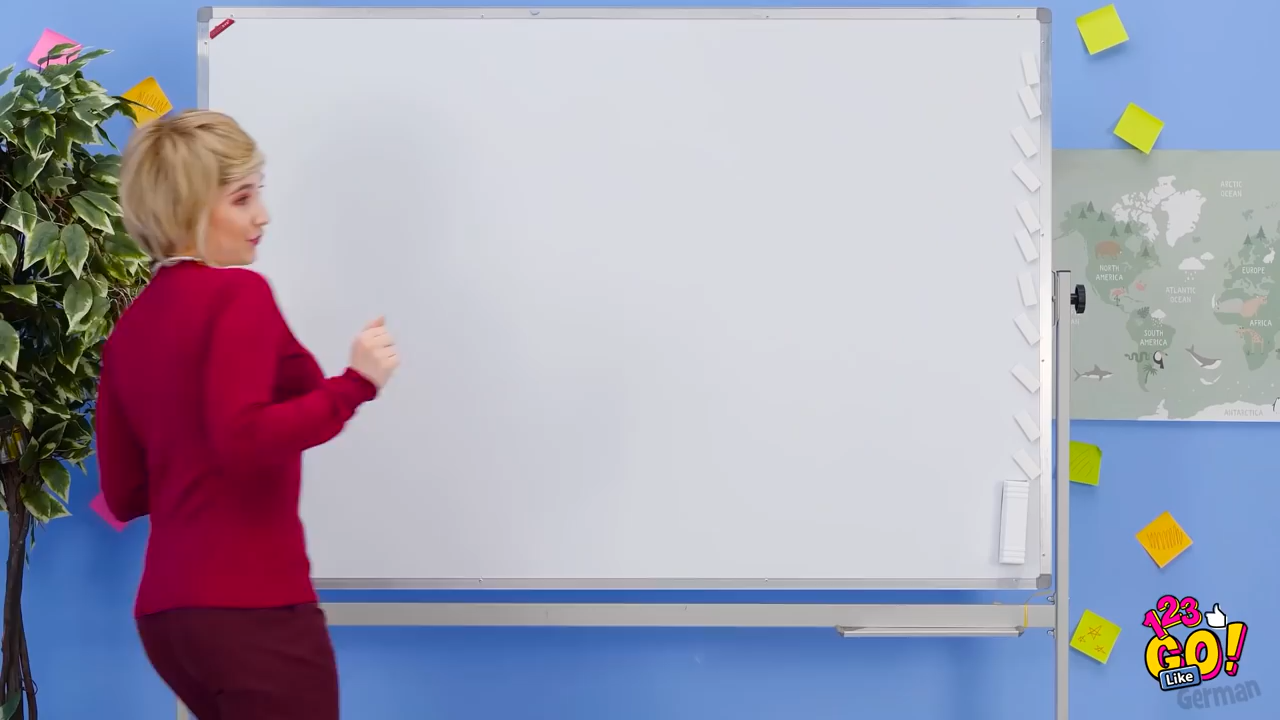 ARCTIC
OCEAN
NORTH
AMERICA
EUROPE
ATLANTIC
OCEAN
AFRICA
SOUTH
AMERICA
ANTARCTICA
123
GO!
Like
German